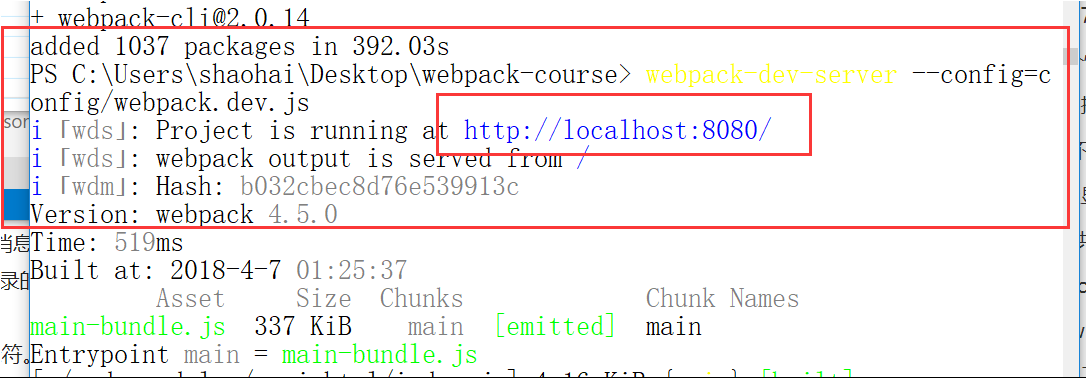 + webpack-cli@2.0.14
added 1037 packages in 392.03s
PS C:\Users\shaohai\Desktop\webpack-course> webpack-dev-server --config=c
onfig/webpack.dev.js
i 「wds」: Project is running at http://localhost:8080/
i 「wds」: webpack output is served from /
i 「wdm」: Hash: b032cbec8d76e539913c
Version: webpack 4.5.0
Time: 519ms
Built at: 2018-4-7 01:25:37
Asset Size Chunks Chunk Names
main-bundle.js 337 KiB main [emitted] main
Entrypoint main = main-bundle.js